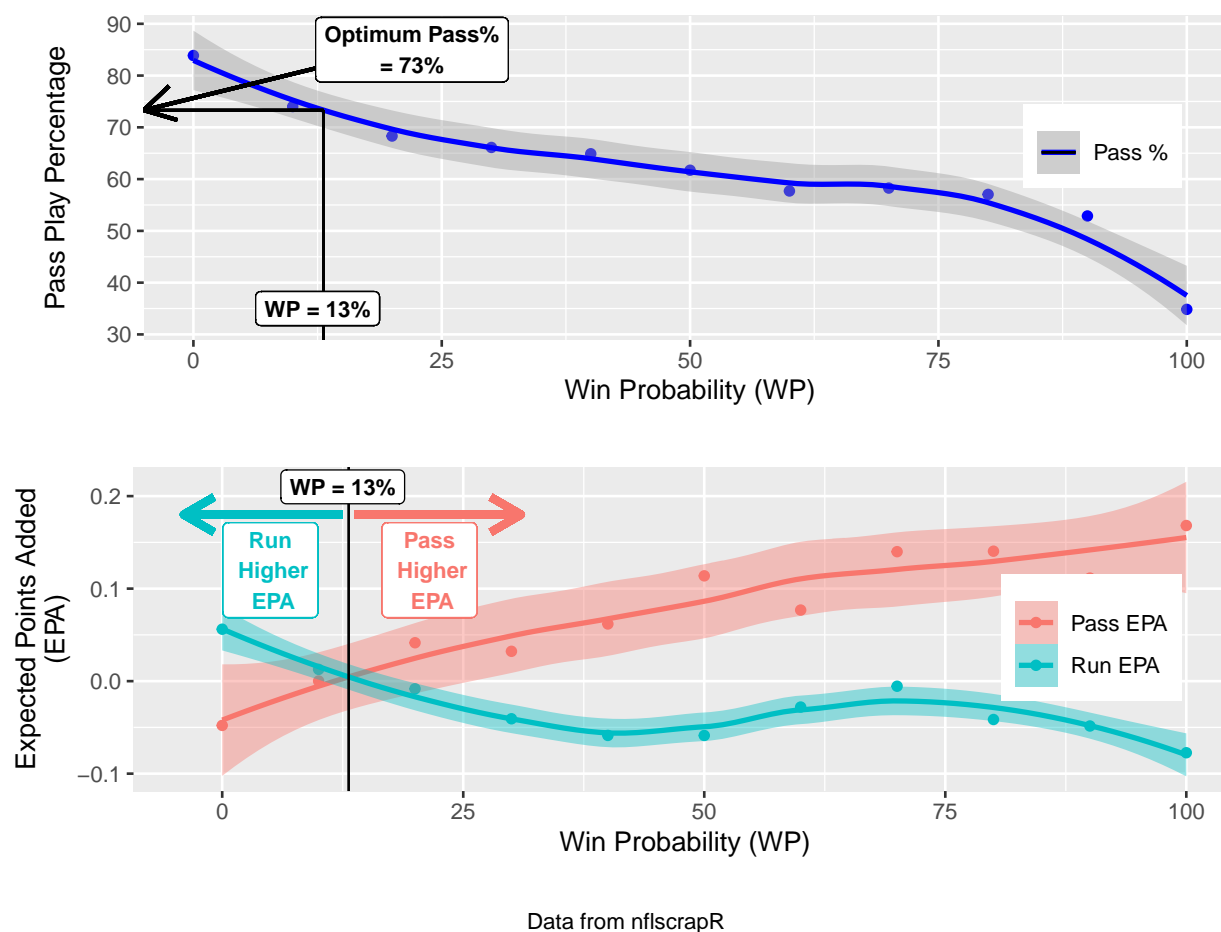 90
80
70
60
50
40
30
Pass Play Percentage
Optimum Pass%
= 73%
WP = 13%
Pass %
0
25
50
75
100
Win Probability (WP)
0.2
0.1
0.0
−0.1
Expected Points Added
(EPA)
WP = 13%
Run
Higher
EPA
Pass
Higher
EPA
Pass EPA
Run EPA
0
25
50
75
100
Win Probability (WP)
Data from nflscrapR